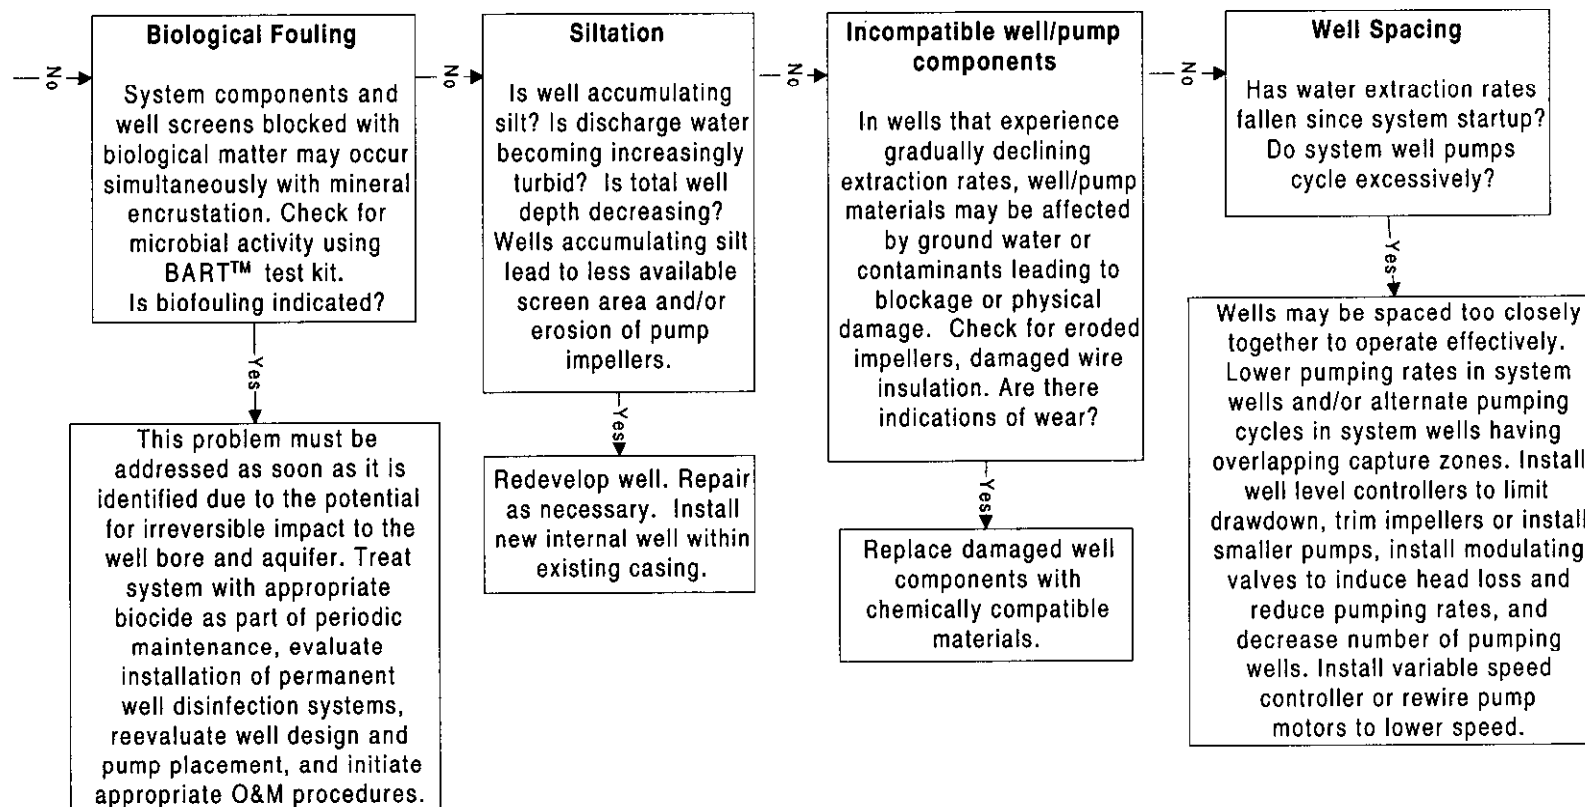 No
Biological Fouling
System components and
well screens blocked with
biological matter may occur
simultaneously with mineral
encrustation. Check for
microbial activity using
BART™ test kit.
Is biofouling indicated?
Yes
This problem must be
addressed as soon as it is
identified due to the potential
for irreversible impact to the
well bore and aquifer. Treat
system with appropriate
biocide as part of periodic
maintenance, evaluate
installation of permanent
well disinfection systems,
reevaluate well design and
pump placement, and initiate
appropriate O&M procedures.
No
Siltation
Is well accumulating
silt? Is discharge water
becoming increasingly
turbid? Is total well
depth decreasing?
Wells accumulating silt
lead to less available
screen area and/or
erosion of pump
impellers.
Yes
Redevelop well. Repair
as necessary. Install
new internal well within
existing casing.
No
Incompatible well/pump
components
In wells that experience
gradually declining
extraction rates, well/pump
materials may be affected
by ground water or
contaminants leading to
blockage or physical
damage. Check for eroded
impellers, damaged wire
insulation. Are there
indications of wear?
Yes
Replace damaged well
components with
chemically compatible
materials.
No
Well Spacing
Has water extraction rates
fallen since system startup?
Do system well pumps
cycle excessively?
Yes
Wells may be spaced too closely
together to operate effectively.
Lower pumping rates in system
wells and/or alternate pumping
cycles in system wells having
overlapping capture zones. Install
well level controllers to limit
drawdown, trim impellers or install
smaller pumps, install modulating
valves to induce head loss and
reduce pumping rates, and
decrease number of pumping
wells. Install variable speed
controller or rewire pump
motors to lower speed.